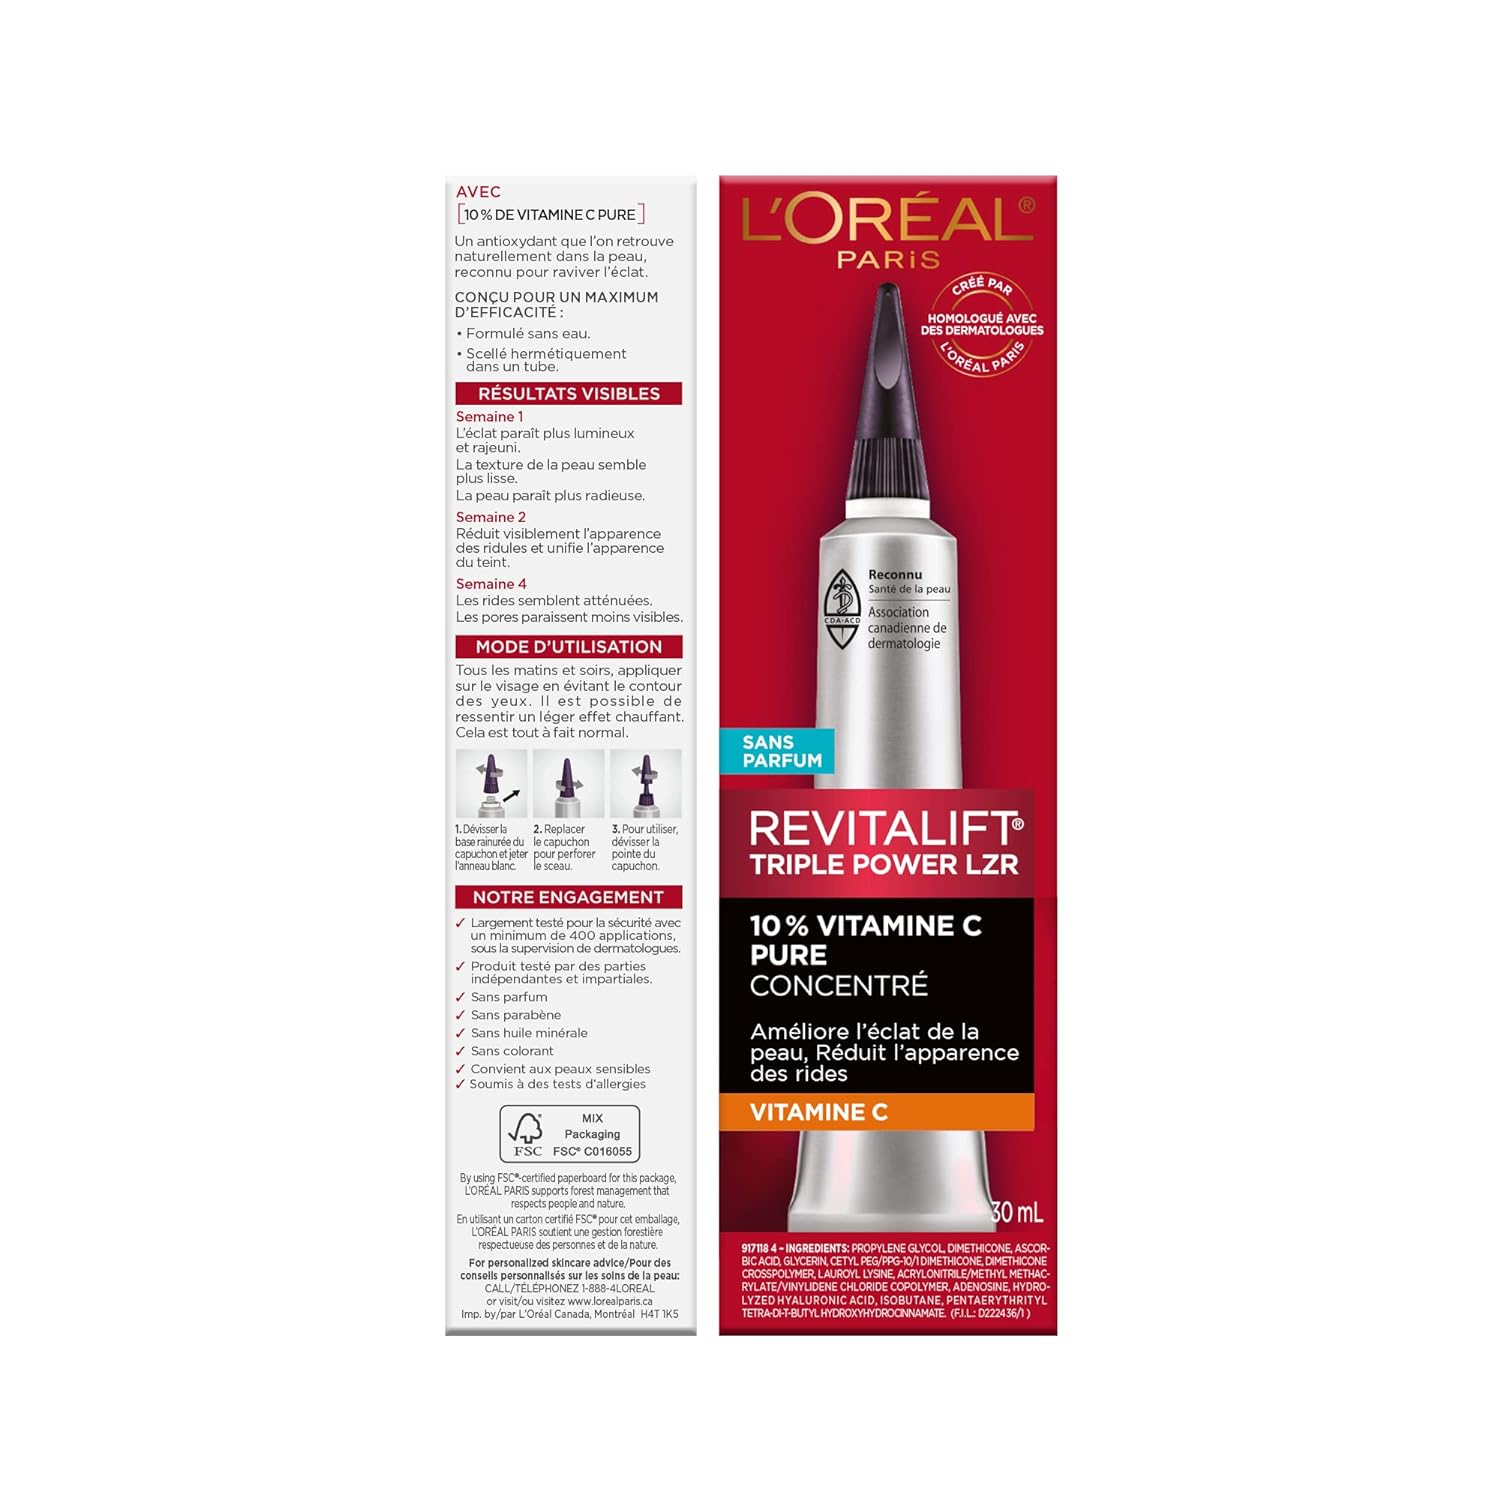 AVEC
[10 % DE VITAMINE C PURE]
Un antioxydant que l'on retrouve
naturellement dans la peau,
reconnu pour raviver l'éclat.
CONÇU POUR UN MAXIMUM
D'EFFICACITÉ :
• Formulé sans eau.
• Scellé hermétiquement
dans un tube.
RÉSULTATS VISIBLES
Semaine 1
L'éclat paraît plus lumineux
et rajeuni.
La texture de la peau semble
plus lisse.
La peau paraît plus radieuse.
Semaine 2
Réduit visiblement l'apparence
des ridules et unifie l'apparence
du teint.
Semaine 4
Les rides semblent atténuées.
Les pores paraissent moins visibles.
MODE D'UTILISATION
Tous les matins et soirs, appliquer
sur le visage en évitant le contour
des yeux. Il est possible de
ressentir un léger effet chauffant.
Cela est tout à fait normal.
1. Dévisser la
base rainurée du
capuchon et jeter
l'anneau blanc.
2. Replacer
le capuchon
pour perforer
le sceau.
3. Pour utiliser,
dévisser la
pointe du
capuchon.
NOTRE ENGAGEMENT
✓ Largement testé pour la sécurité avec
un minimum de 400 applications,
sous la supervision de dermatologues.
✓ Produit testé par des parties
indépendantes et impartiales.
✓ Sans parfum
✓ Sans parabène
✓ Sans huile minérale
✓ Sans colorant
✓ Convient aux peaux sensibles
✓ Soumis à des tests d'allergies
FSC®
MIX
Packaging
FSC® C016055
By using FSC®-certified paperboard for this package,
L'ORÉAL PARIS supports forest management that
respects people and nature.
En utilisant un carton certifié FSC® pour cet emballage,
L'ORÉAL PARIS soutient une gestion forestière
respectueuse des personnes et de la nature.
For personalized skincare advice/Pour des
conseils personnalisés sur les soins de la peau:
CALL/TÉLÉPHONEZ 1-888-4LOREAL
or visit/ou visitez www.lorealparis.ca
Imp. by/par L'Oréal Canada, Montréal H4T 1K5
L'ORÉAL®
PARIS
CRÉÉ PAR
HOMOLOGUÉ AVEC
DES DERMATOLOGUES
L'ORÉAL PARIS
CDA•ACD
Reconnu
Santé de la peau
Association
canadienne de
dermatologie
SANS
PARFUM
REVITALIFT®
TRIPLE POWER LZR
10 % VITAMINE C
PURE
CONCENTRÉ
Améliore l'éclat de la
peau, Réduit l'apparence
des rides
VITAMINE C
30 mL
917118 4 - INGREDIENTS: PROPYLENE GLYCOL, DIMETHICONE, ASCOR-
BIC ACID, GLYCERIN, CETYL PEG/PPG-10/1 DIMETHICONE, DIMETHICONE
CROSSPOLYMER, LAUROYL LYSINE, ACRYLONITRILE/METHYL METHAC-
RYLATE/VINYLIDENE CHLORIDE COPOLYMER, ADENOSINE, HYDRO-
LYZED HYALURONIC ACID, ISOBUTANE, PENTAERYTHRITYL
TETRA-DI-T-BUTYL HYDROXYHYDROCINNAMATE. (F.I.L.: D222436/1 )